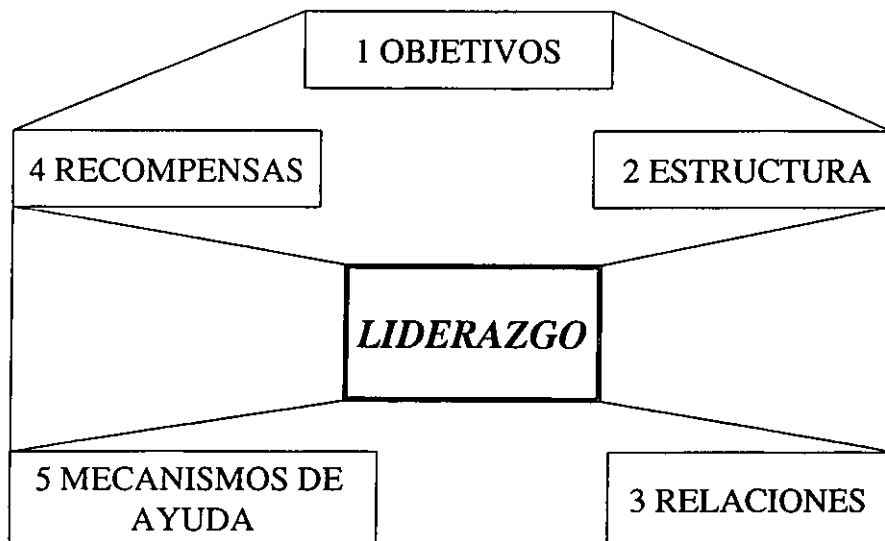 1 OBJETIVOS
4 RECOMPENSAS
2 ESTRUCTURA
LIDERAZGO
5 MECANISMOS DE
AYUDA
3 RELACIONES